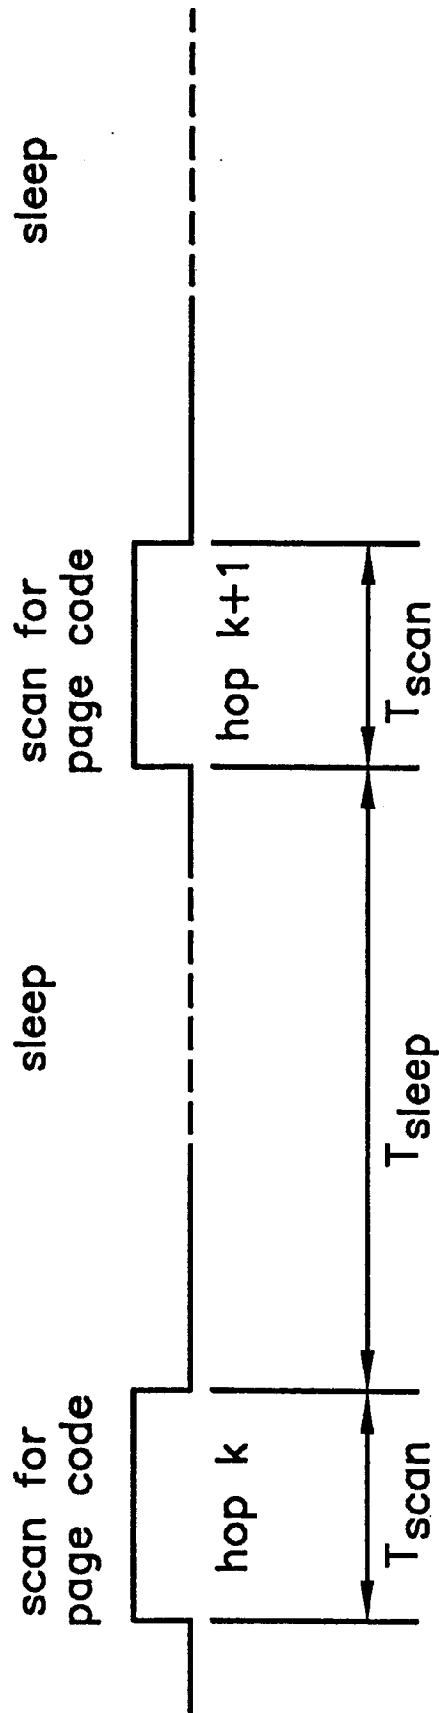 scan for
page code
sleep
scan for
page code
sleep
hop k
hop k+1
Tscan
Tsleep
Tscan